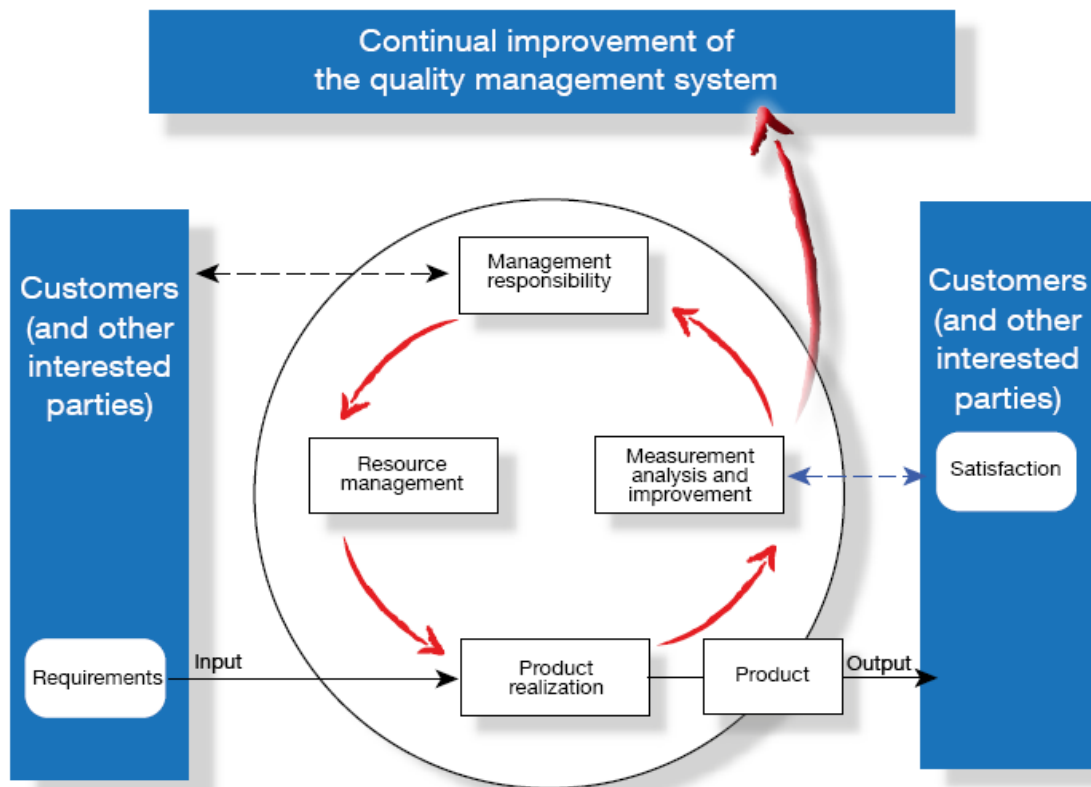 Continual improvement of
the quality management system
Customers
(and other
interested
parties)
Management
responsibility
Customers
(and other
interested
parties)
Resource
management
Measurement
analysis and
improvement
Satisfaction
Requirements
Input
Product
realization
Product
Output